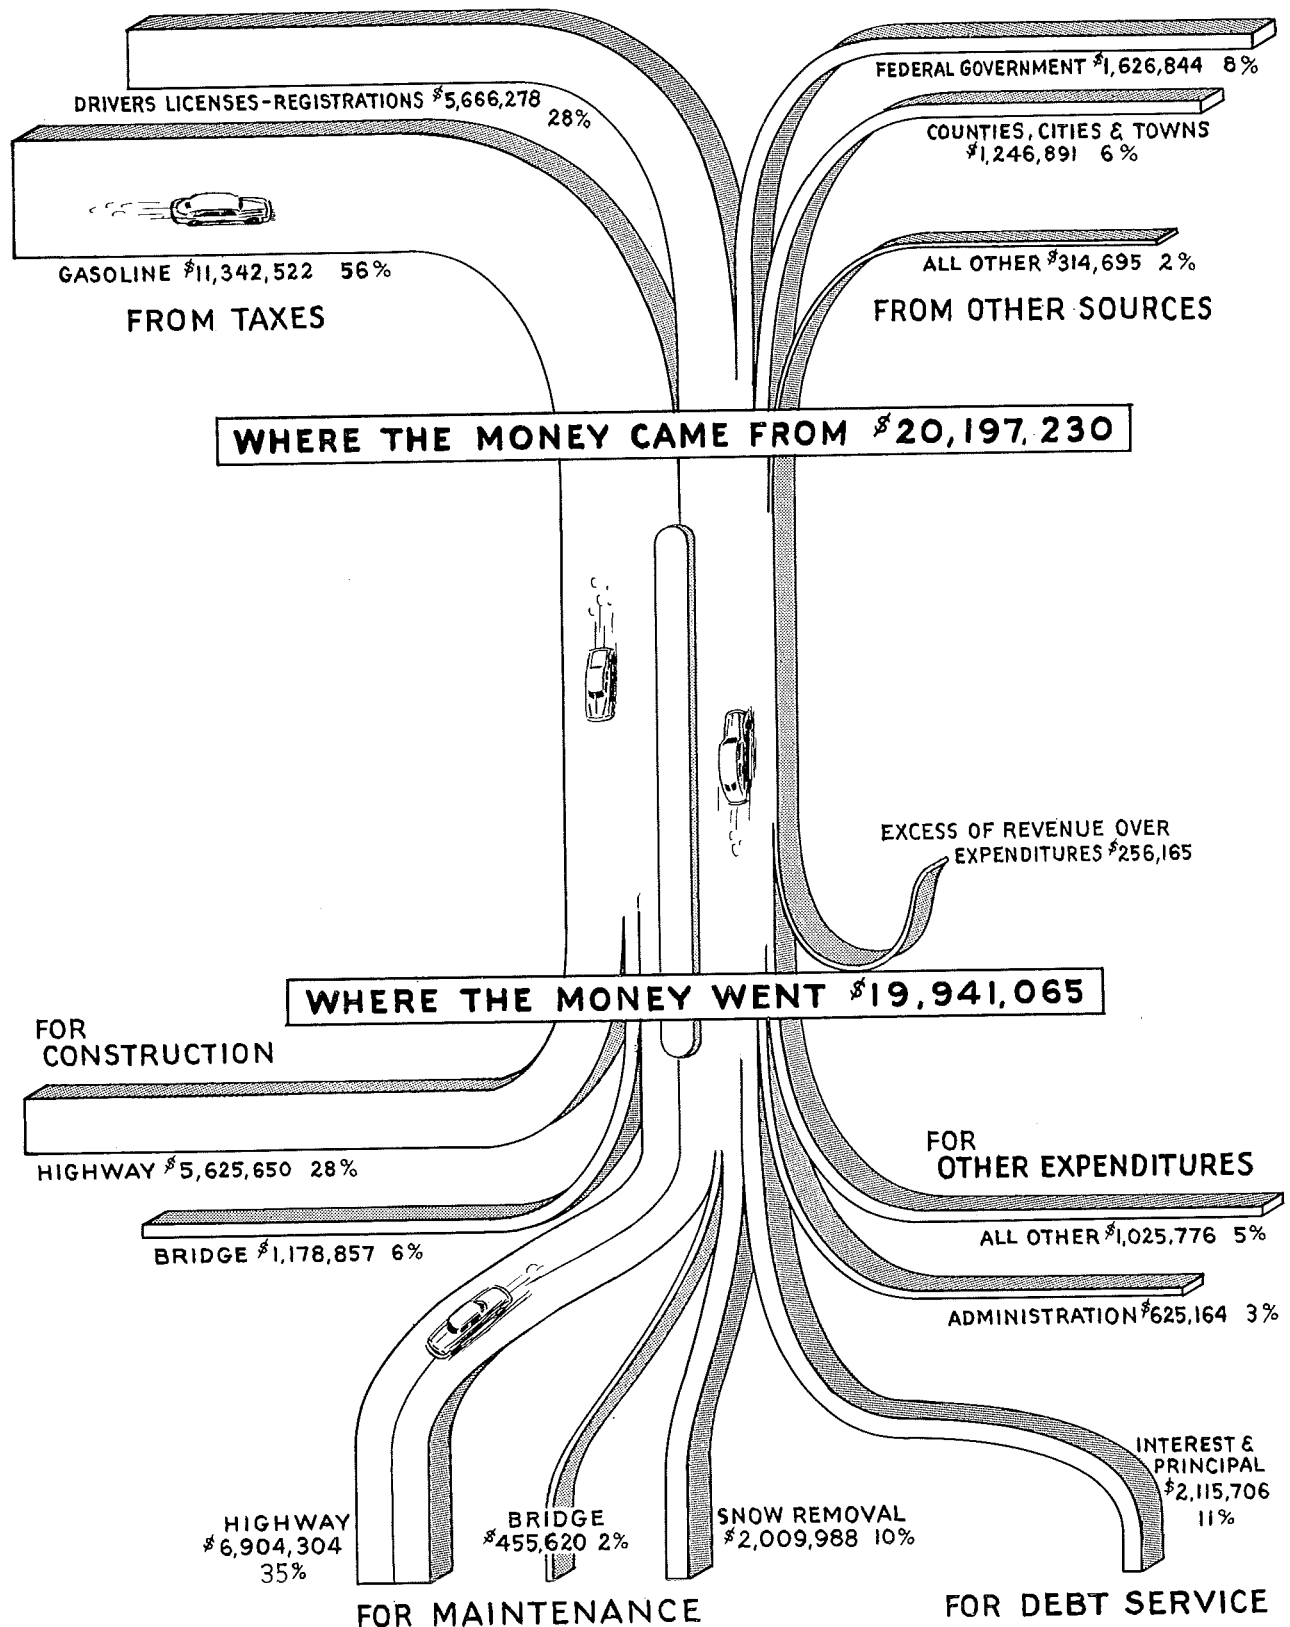 DRIVERS LICENSES-REGISTRATIONS $5,666,278
28%
GASOLINE $11,342,522 56%
FROM TAXES
FEDERAL GOVERNMENT $1,626,844 8%
COUNTIES, CITIES & TOWNS
$1,246,891 6%
ALL OTHER $314,695 2%
FROM OTHER SOURCES
WHERE THE MONEY CAME FROM $20,197,230
EXCESS OF REVENUE OVER
EXPENDITURES $256,165
WHERE THE MONEY WENT $19,941,065
FOR
CONSTRUCTION
HIGHWAY $5,625,650 28%
BRIDGE $1,178,857 6%
FOR
OTHER EXPENDITURES
ALL OTHER $1,025,776 5%
ADMINISTRATION $625,164 3%
HIGHWAY
$6,904,304
35%
BRIDGE
$455,620 2%
SNOW REMOVAL
$2,009,988 10%
FOR MAINTENANCE
INTEREST &
PRINCIPAL
$2,115,706
11%
FOR DEBT SERVICE